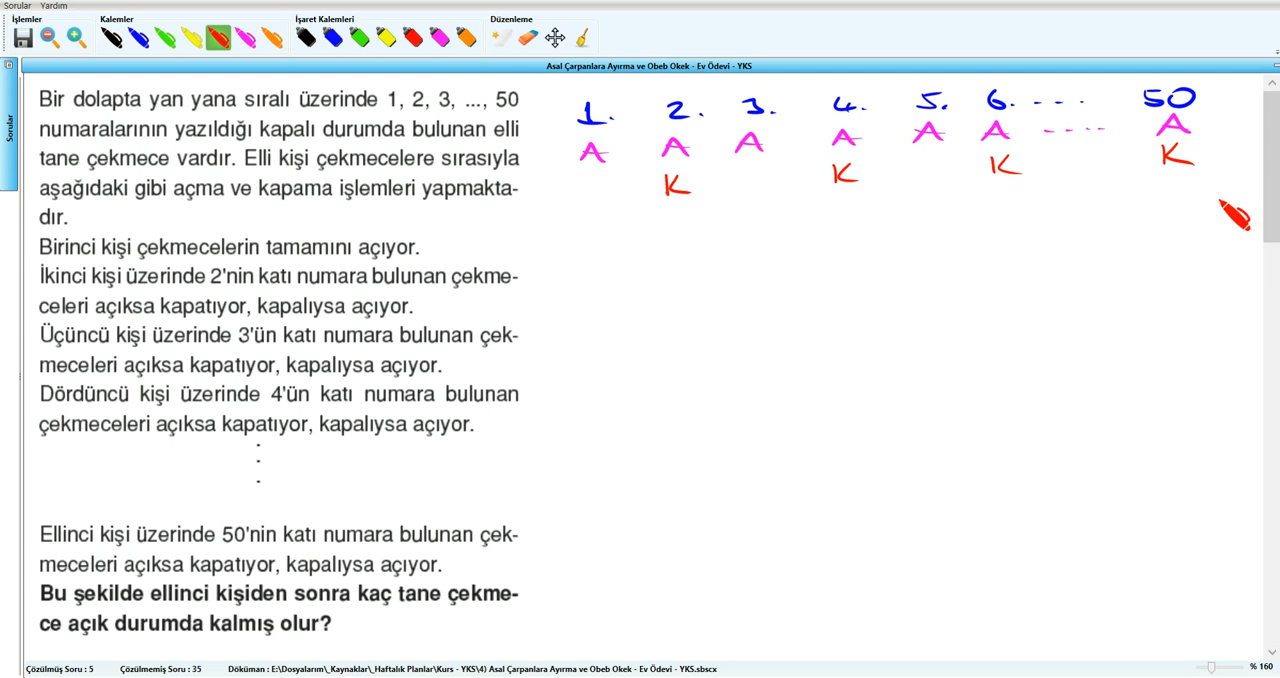 Sorular Yardım
İşlemler Kalemler İşaret Kalemleri Düzenleme
Asal Çarpanlara Ayırma ve Obeb Okek - Ev Ödevi - YKS
Sorular
Bir dolapta yan yana sıralı üzerinde 1, 2, 3, ..., 50
numaralarının yazıldığı kapalı durumda bulunan elli
tane çekmece vardır. Elli kişi çekmecelere sırasıyla
aşağıdaki gibi açma ve kapama işlemleri yapmakta-
dır.
Birinci kişi çekmecelerin tamamını açıyor.
İkinci kişi üzerinde 2'nin katı numara bulunan çekme-
celeri açıksa kapatıyor, kapalıysa açıyor.
Üçüncü kişi üzerinde 3'ün katı numara bulunan çek-
meceleri açıksa kapatıyor, kapalıysa açıyor.
Dördüncü kişi üzerinde 4'ün katı numara bulunan
çekmeceleri açıksa kapatıyor, kapalıysa açıyor.
.
.
.
Ellinci kişi üzerinde 50'nin katı numara bulunan çek-
meceleri açıksa kapatıyor, kapalıysa açıyor.
Bu şekilde ellinci kişiden sonra kaç tane çekme-
ce açık durumda kalmış olur?
1. 2. 3. 4. 5. 6. .... 50
A A A A A A ..... A
K K K K
Çözülmüş Soru : 5 Çözülmemiş Soru : 35 Döküman : E:\Dosyalarım\_Kaynaklar\_Haftalık Planlar\Kurs - YKS\4) Asal Çarpanlara Ayırma ve Obeb Okek - Ev Ödevi - YKS.sbscx % 160